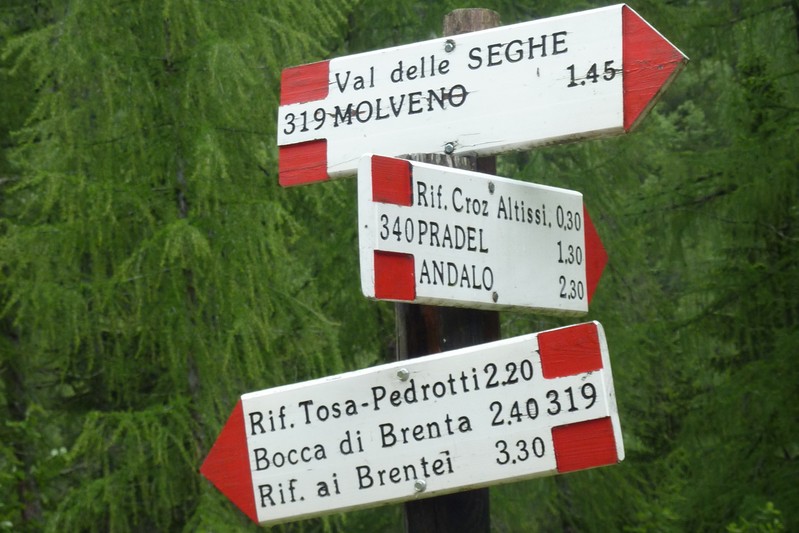 Val delle SEGHE
319 MOLVENO 1.45
Rif. Croz Altissi. 0,30
340 PRADEL 1,30
ANDALO 2,30
Rif. Tosa-Pedrotti 2.20
Bocca di Brenta 2.40 319
Rif. ai Brentei 3.30